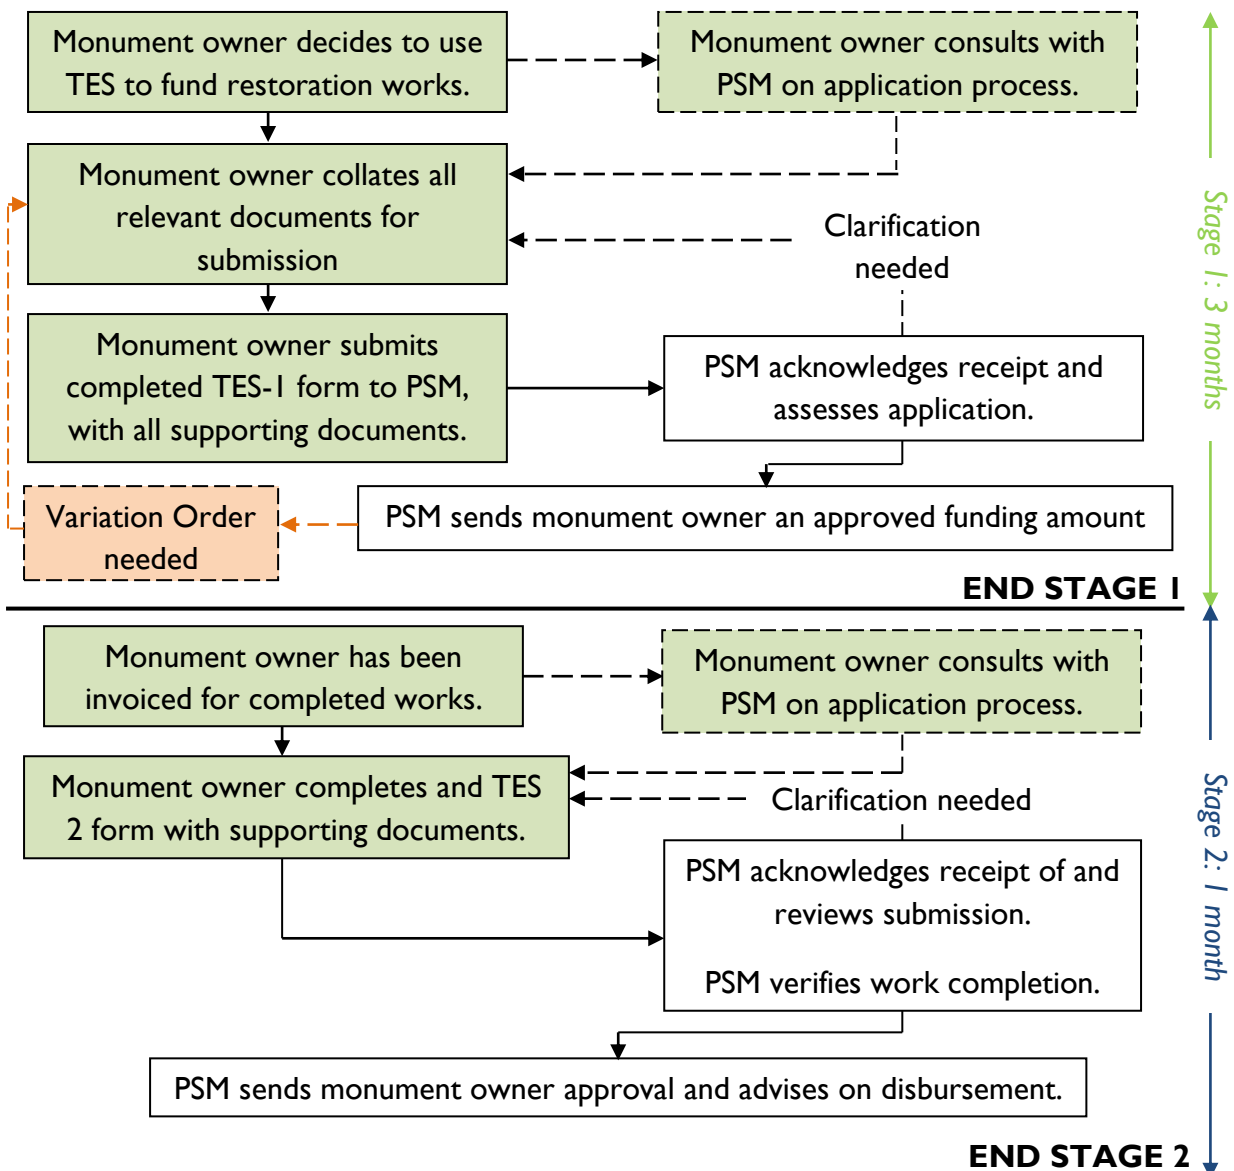 Monument owner decides to use
TES to fund restoration works.
Monument owner consults with
PSM on application process.
Monument owner collates all
relevant documents for
submission
Clarification
needed
Monument owner submits
completed TES-1 form to PSM,
with all supporting documents.
PSM acknowledges receipt and
assesses application.
Variation Order
needed
PSM sends monument owner an approved funding amount
END STAGE 1
Stage 1: 3 months
Monument owner has been
invoiced for completed works.
Monument owner consults with
PSM on application process.
Monument owner completes and TES
2 form with supporting documents.
Clarification needed
PSM acknowledges receipt of and
reviews submission.
PSM verifies work completion.
PSM sends monument owner approval and advises on disbursement.
END STAGE 2
Stage 2: 1 month